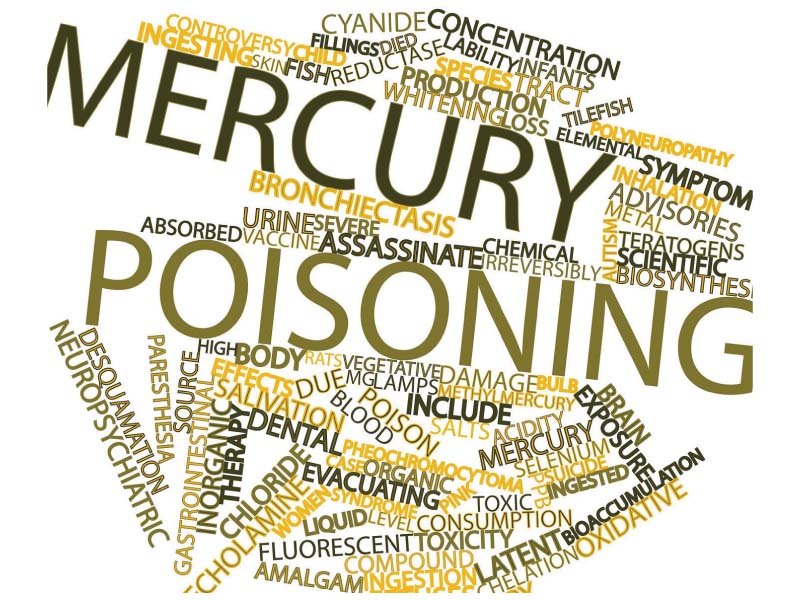 CYANIDE
CONCENTRATION
CONTROVERSY
INGESTING
CHILD
FILLINGS
DIED
LABILITY
INFANTS
SKIN
FISH
REDUCTASE
SPECIES
TRACT
PRODUCTION
WHITENING
LOSS
TILEFISH
MERCURY
POLYNEUROPATHY
ELEMENTAL
SYMPTOM
INHALATION
ADVISORIES
METAL
BRONCHIECTASIS
ABSORBED
URINE
SEVERE
VACCINE
ASSASSINATE
CHEMICAL
IRREVERSIBLY
AUTISM
TERATOGENS
SCIENTIFIC
BIOSYNTHESI
POISONING
NEUROPSYCHIATRIC
DESQUAMATION
PARESTHESIA
SOURCE
HIGH
BODY
RATS
VEGETATIVE
DAMAGE
BULB
EFFECTS
DUE
MG
LAMPS
METHYLMERCURY
SALIVATION
BLOOD
POISON
INCLUDE
SALTS
ACIDITY
MERCURY
BRAIN
EXPOSURE
GASTROINTESTINAL
INORGANIC
THERAPY
DENTAL
PHEOCHROMOCYTOMA
CASE
ORGANIC
SELENIUM
SUICIDE
PPB
INGESTED
CHLORIDE
EVACUATING
PINK
WOMEN
SYNDROME
TOXIC
BIOACCUMULATION
ECHOLAMINE
LIQUID
LEVEL
CONSUMPTION
OXIDATIVE
FLUORESCENT
TOXICITY
LATENT
COMPOUND
CHELATION
AMALGAM
INGESTION